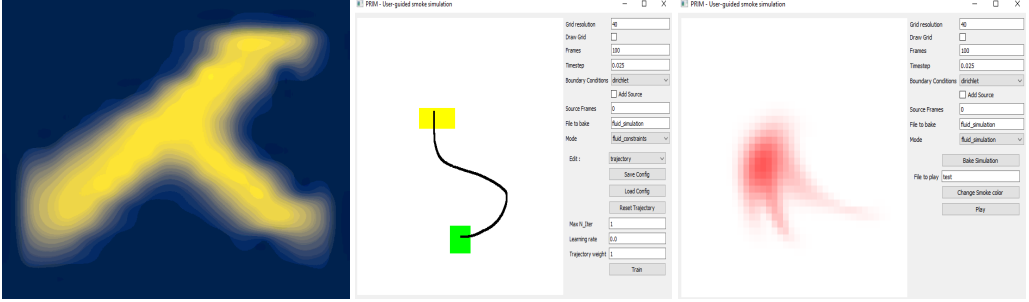 PRIM - User-guided smoke simulation
Grid resolution 40
Draw Grid
Frames 100
Timestep 0.025
Boundary Conditions dirichlet
Add Source
Source Frames 0
File to bake fluid_simulation
Mode fluid_constraints
Edit : trajectory
Save Config
Load Config
Reset Trajectory
Max N_Iter 1
Learning rate 0.0
Trajectory weight 1
Train
PRIM - User-guided smoke simulation
Grid resolution 40
Draw Grid
Frames 100
Timestep 0.025
Boundary Conditions dirichlet
Add Source
Source Frames 0
File to bake fluid_simulation
Mode fluid_simulation
Bake Simulation
File to play test
Change Smoke color
Play